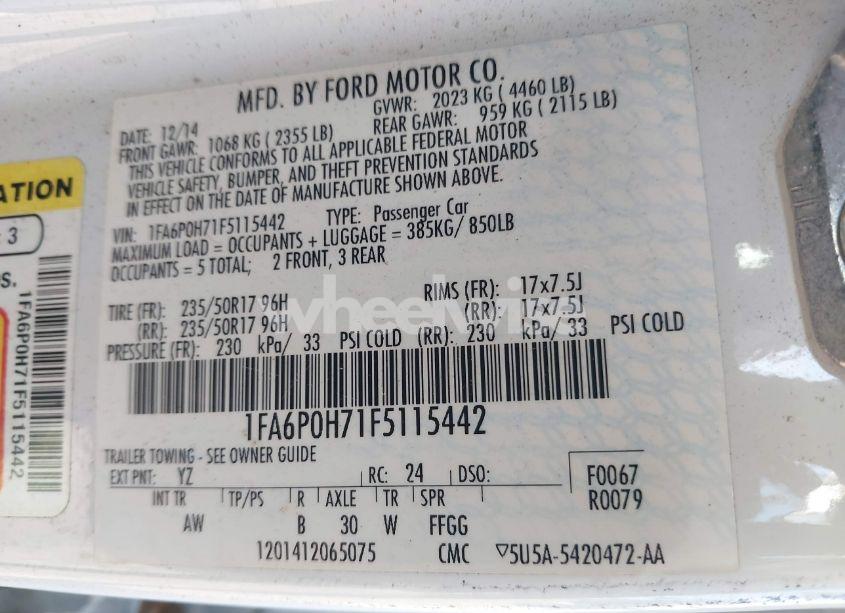 MFD. BY FORD MOTOR CO.
DATE: 12/14 GVWR: 2023 KG ( 4460 LB)
FRONT GAWR: 1068 KG ( 2355 LB) REAR GAWR: 959 KG ( 2115 LB)
THIS VEHICLE CONFORMS TO ALL APPLICABLE FEDERAL MOTOR
VEHICLE SAFETY, BUMPER, AND THEFT PREVENTION STANDARDS
IN EFFECT ON THE DATE OF MANUFACTURE SHOWN ABOVE.
VIN: 1FA6P0H71F5115442 TYPE: Passenger Car
MAXIMUM LOAD = OCCUPANTS + LUGGAGE = 385KG/ 850LB
OCCUPANTS = 5 TOTAL; 2 FRONT, 3 REAR
TIRE (FR): 235/50R17 96H RIMS (FR): 17x7.5J
(RR): 235/50R17 96H (RR): 17x7.5J
PRESSURE (FR): 230 kPa/ 33 PSI COLD (RR): 230 kPa/ 33 PSI COLD
1FA6P0H71F5115442
TRAILER TOWING - SEE OWNER GUIDE
EXT PNT: YZ RC: 24 DSO: F0067
INT TR TP/PS R AXLE TR SPR R0079
AW B 30 W FFGG
1201412065075 CMC ▽5U5A-5420472-AA
ATION
3
s.
1FA6P0H71F5115442